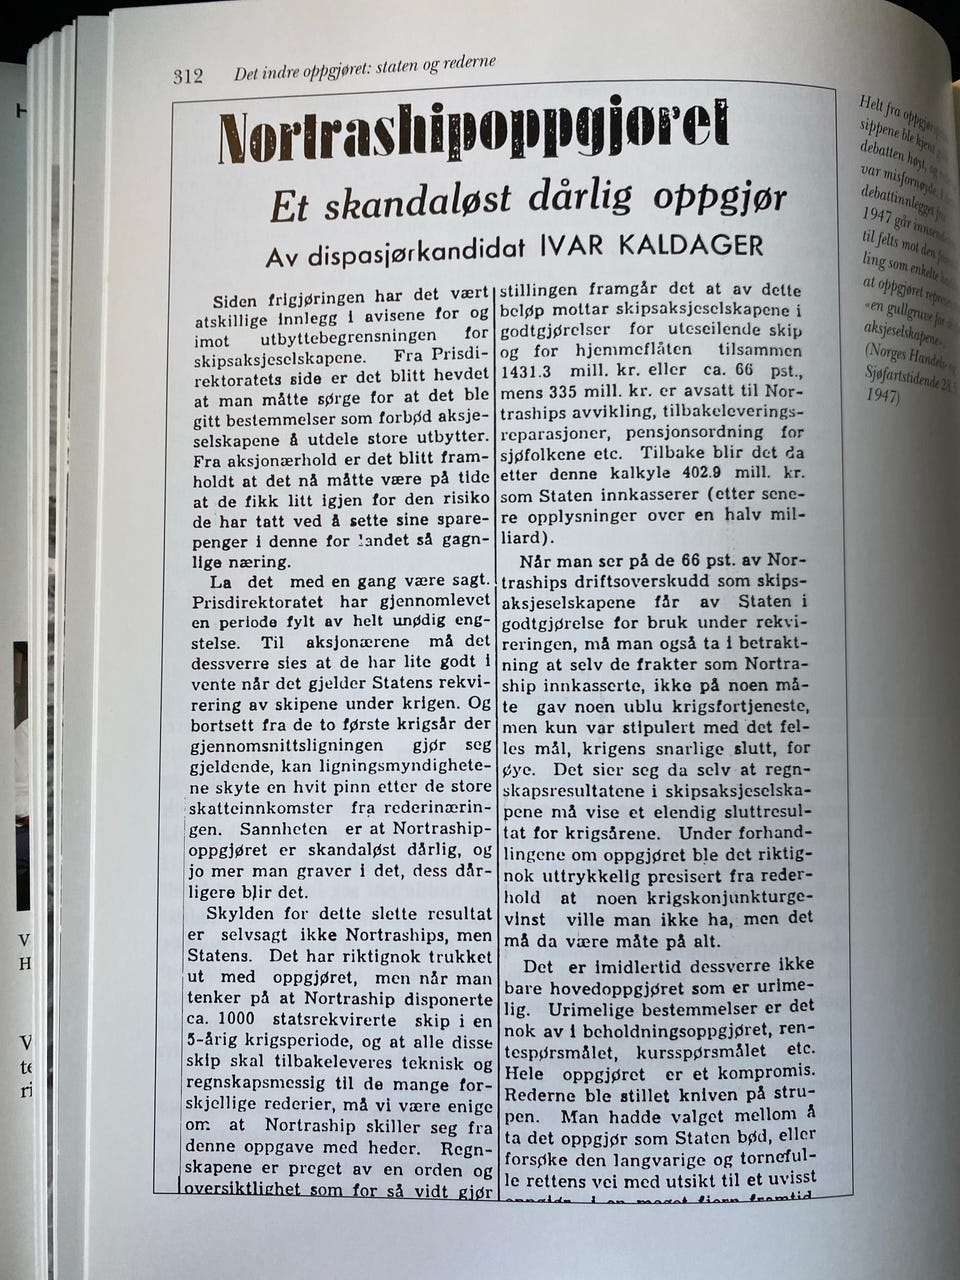 312 Det indre oppgjøret: staten og rederne
Nortrashipoppgjøret
Et skandaløst dårlig oppgjør
Av dispasjørkandidat IVAR KALDAGER
Siden frigjøringen har det vært
atskillige innlegg i avisene for og
imot utbyttebegrensningen for
skipsaksjeselskapene. Fra Prisdi-
rektoratets side er det blitt hevdet
at man måtte sørge for at det ble
gitt bestemmelser som forbød aksje-
selskapene å utdele store utbytter.
Fra aksjonærhold er det blitt fram-
holdt at det nå måtte være på tide
at de fikk litt igjen for den risiko
de har tatt ved å sette sine spare-
penger i denne for landet så gagn-
lige næring.
La det med en gang være sagt.
Prisdirektoratet har gjennomlevet
en periode fylt av helt unødig eng-
stelse. Til aksjonærene må det
dessverre sies at de har lite godt i
vente når det gjelder Statens rekvi-
rering av skipene under krigen. Og
bortsett fra de to første krigsår der
gjennomsnittsligningen gjør seg
gjeldende, kan ligningsmyndighete-
ne skyte en hvit pinn etter de store
skatteinnkomster fra rederinærin-
gen. Sannheten er at Nortraship-
oppgjøret er skandaløst dårlig, og
jo mer man graver i det, dess dår-
ligere blir det.
Skylden for dette slette resultat
er selvsagt ikke Nortraships, men
Statens. Det har riktignok trukket
ut med oppgjøret, men når man
tenker på at Nortraship disponerte
ca. 1000 statsrekvirerte skip i en
5-årig krigsperiode, og at alle disse
skip skal tilbakeleveres teknisk og
regnskapsmessig til de mange for-
skjellige rederier, må vi være enige
om at Nortraship skiller seg fra
denne oppgave med heder. Regn-
skapene er preget av en orden og
oversiktlighet som for så vidt gjør
stillingen framgår det at av dette
beløp mottar skipsaksjeselskapene i
godtgjørelser for uteseilende skip
og for hjemmeflåten tilsammen
1431.3 mill. kr. eller ca. 66 pst.,
mens 335 mill. kr. er avsatt til Nor-
traships avvikling, tilbakeleverings-
reparasjoner, pensjonsordning for
sjøfolkene etc. Tilbake blir det da
etter denne kalkyle 402.9 mill. kr.
som Staten innkasserer (etter sene-
re opplysninger over en halv mil-
liard).
Når man ser på de 66 pst. av Nor-
traships driftsoverskudd som skips-
aksjeselskapene får av Staten i
godtgjørelse for bruk under rekvi-
reringen, må man også ta i betrakt-
ning at selv de frakter som Nortra-
ship innkasserte, ikke på noen må-
te gav noen ublu krigsfortjeneste,
men kun var stipulert med det fel-
les mål, krigens snarlige slutt, for
øye. Det sier seg da selv at regn-
skapsresultatene i skipsaksjeselska-
pene må vise et elendig sluttresul-
tat for krigsårene. Under forhand-
lingene om oppgjøret ble det riktig-
nok uttrykkelig presisert fra reder-
hold at noen krigskonjunkturge-
vinst ville man ikke ha, men det
må da være måte på alt.
Det er imidlertid dessverre ikke
bare hovedoppgjøret som er urime-
lig. Urimelige bestemmelser er det
nok av i beholdningsoppgjøret, ren-
tespørsmålet, kursspørsmålet etc.
Hele oppgjøret er et kompromis.
Rederne ble stillet kniven på stru-
pen. Man hadde valget mellom å
ta det oppgjør som Staten bød, eller
forsøke den langvarige og tornefull-
le rettens vei med utsikt til et uvisst
Helt fra
sippene ble kjent
debatten høyt, og
var misfornøyde.
debattinnlegget
1947 går
til felts mot den
ling som enkelte
at oppgjøret
«en gullgruve for
aksjeselskapene».
(Norges Handels-
Sjøfartstidende 28.
1947)